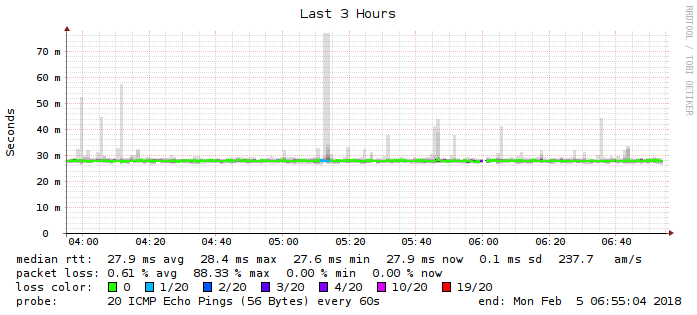 Last 3 Hours
RRDTOOL / TOBI OETIKER
Seconds
70 m
60 m
50 m
40 m
30 m
20 m
10 m
0
04:00 04:20 04:40 05:00 05:20 05:40 06:00 06:20 06:40
median rtt: 27.9 ms avg 28.4 ms max 27.6 ms min 27.9 ms now 0.1 ms sd 237.7 am/s
packet loss: 0.61 % avg 88.33 % max 0.00 % min 0.00 % now
loss color: 0 1/20 2/20 3/20 4/20 10/20 19/20
probe: 20 ICMP Echo Pings (56 Bytes) every 60s end: Mon Feb 5 06:55:04 2018